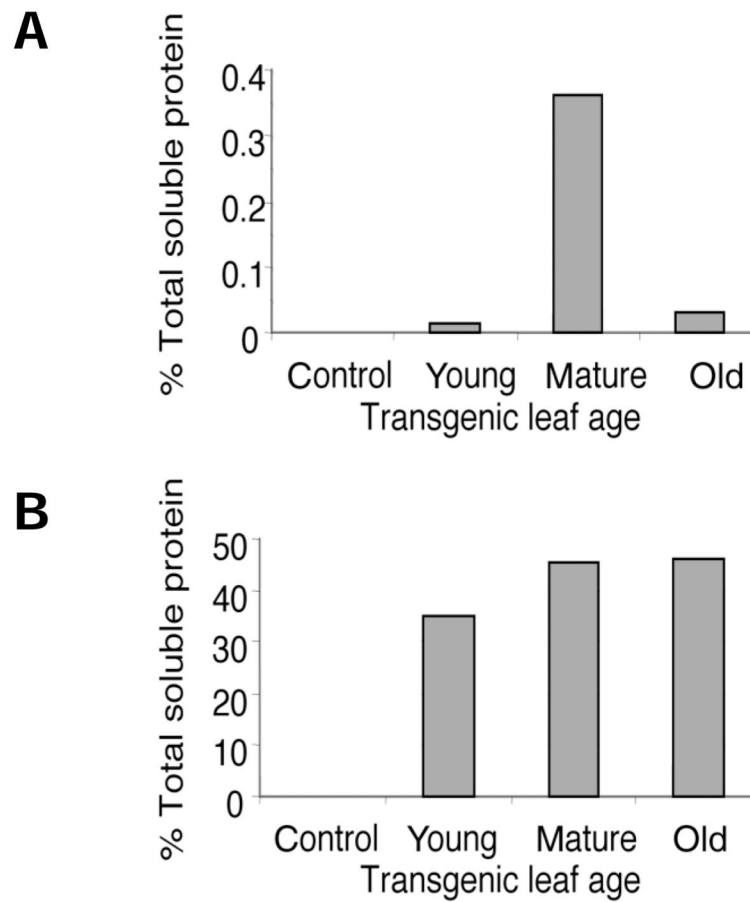 A
% Total soluble protein
0.4
0.3
0.2
0.1
0
Control Young Mature Old
Transgenic leaf age
B
% Total soluble protein
50
40
30
20
10
0
Control Young Mature Old
Transgenic leaf age